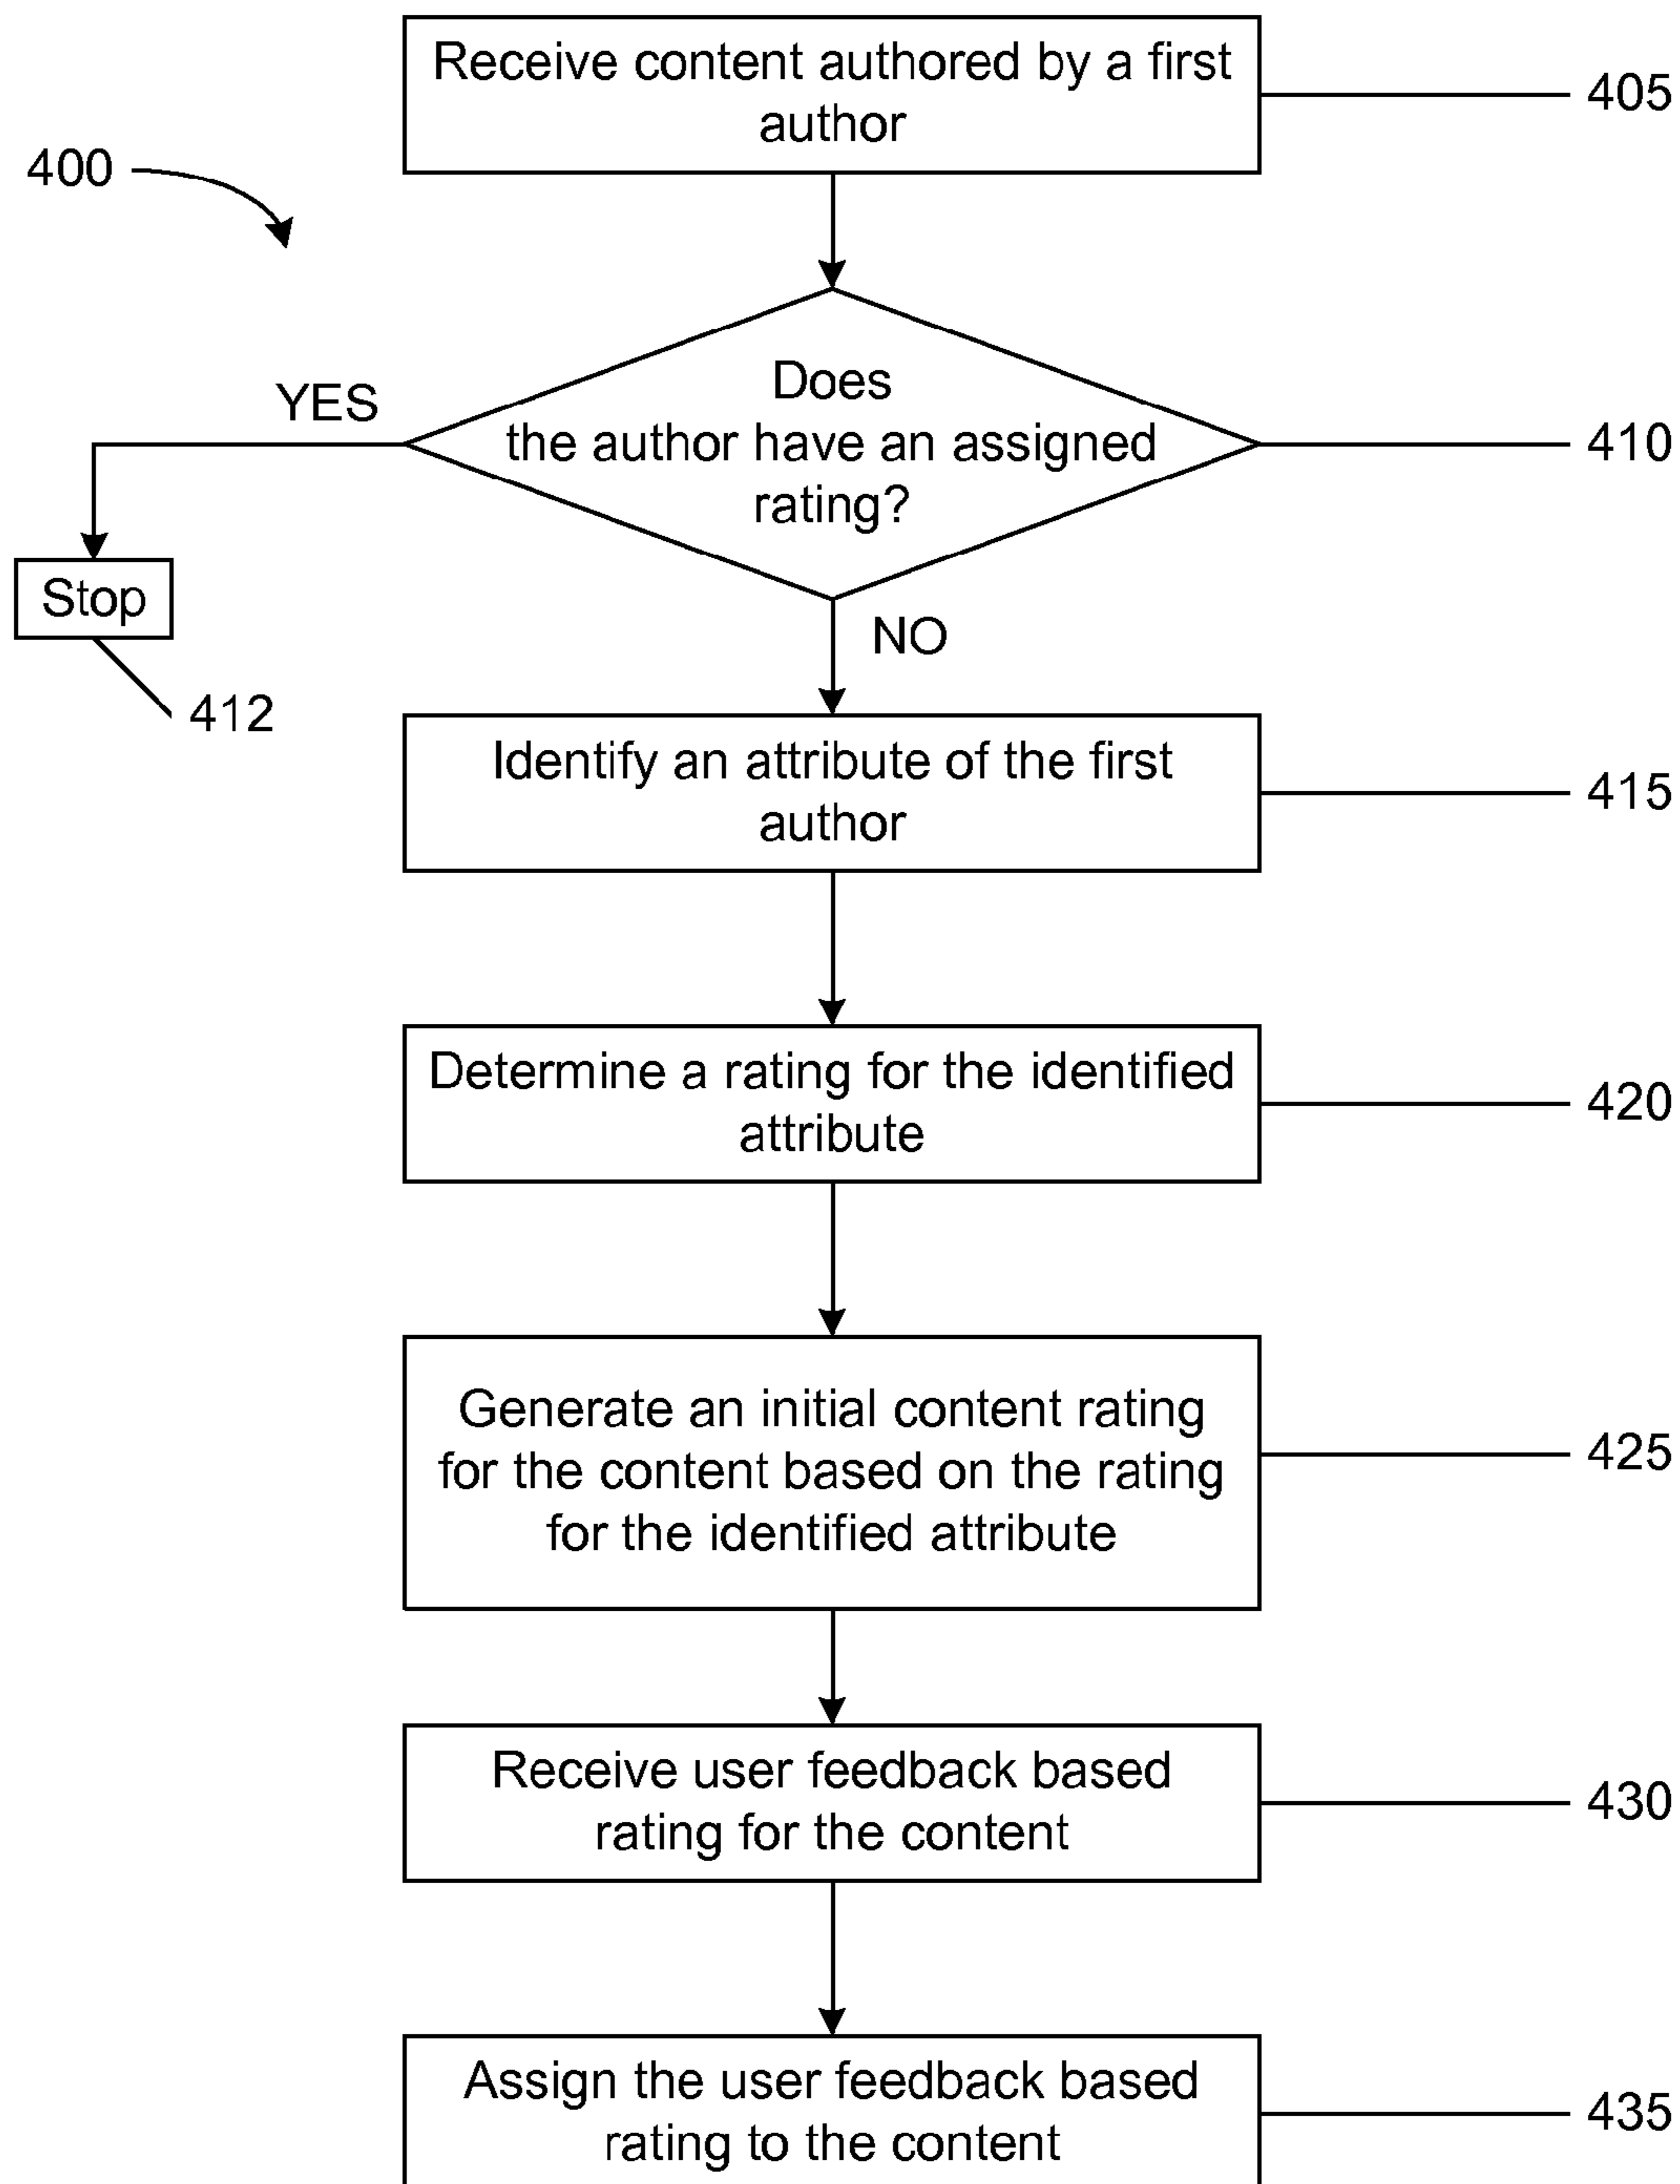 Receive content authored by a first
author
405
400
Does
the author have an assigned
rating?
410
YES
Stop
412
NO
Identify an attribute of the first
author
415
Determine a rating for the identified
attribute
420
Generate an initial content rating
for the content based on the rating
for the identified attribute
425
Receive user feedback based
rating for the content
430
Assign the user feedback based
rating to the content
435